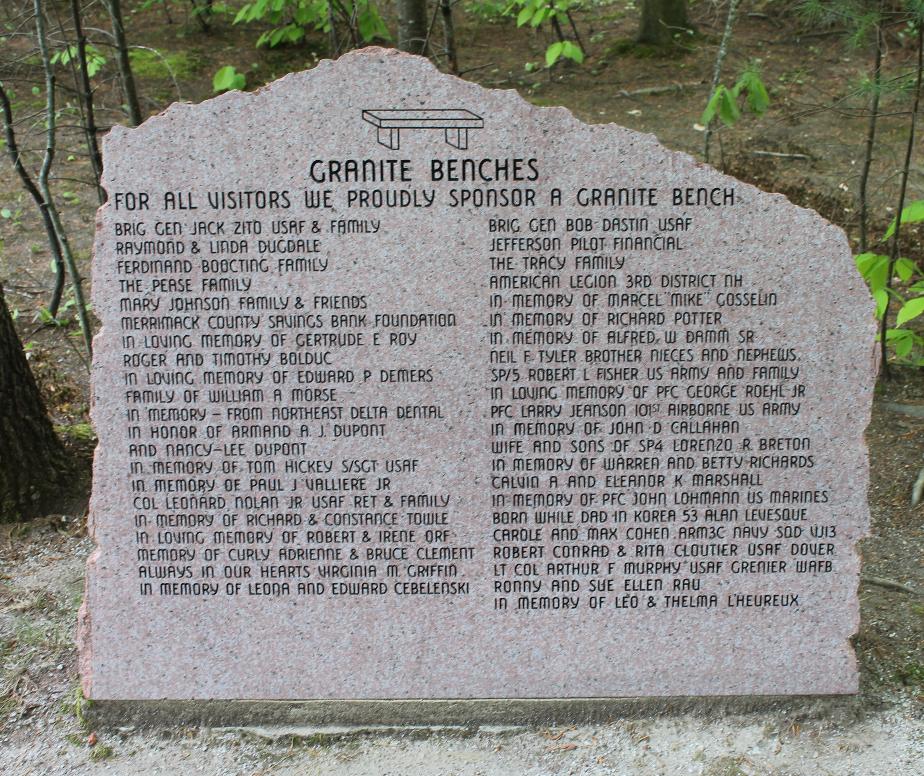 GRANITE BENCHES
FOR ALL VISITORS WE PROUDLY SPONSOR A GRANITE BENCH
BRIG GEN JACK ZITO USAF & FAMILY
RAYMOND & LINDA DUGDALE
FERDINAND BOOCTING FAMILY
THE PEASE FAMILY
MARY JOHNSON FAMILY & FRIENDS
MERRIMACK COUNTY SAVINGS BANK FOUNDATION
IN LOVING MEMORY OF GERTRUDE E ROY
ROGER AND TIMOTHY BOLDUC
IN LOVING MEMORY OF EDWARD P DEMERS
FAMILY OF WILLIAM A MORSE
IN MEMORY - FROM NORTHEAST DELTA DENTAL
IN HONOR OF ARMAND A. J. DUPONT
AND NANCY-LEE DUPONT
IN MEMORY OF TOM HICKEY S/SGT USAF
IN MEMORY OF PAUL J VALLIERE JR
COL LEONARD NOLAN JR USAF RET & FAMILY
IN MEMORY OF RICHARD & CONSTANCE TOWLE
IN LOVING MEMORY OF ROBERT & IRENE ORF
MEMORY OF CURLY ADRIENNE & BRUCE CLEMENT
ALWAYS IN OUR HEARTS VIRGINIA M. GRIFFIN
IN MEMORY OF LEONA AND EDWARD CEBELENSKI
BRIG GEN BOB DASTIN USAF
JEFFERSON PILOT FINANCIAL
THE TRACY FAMILY
AMERICAN LEGION 3RD DISTRICT NH
IN MEMORY OF MARCEL "MIKE" GOSSELIN
IN MEMORY OF RICHARD POTTER
IN MEMORY OF ALFRED W DAMM SR
NEIL F TYLER BROTHER NIECES AND NEPHEWS
SP/5 ROBERT L FISHER US ARMY AND FAMILY
IN LOVING MEMORY OF PFC GEORGE ROEHL JR
PFC LARRY JEANSON 101ST AIRBORNE US ARMY
IN MEMORY OF JOHN D CALLAHAN
WIFE AND SONS OF SP4 LORENZO R BRETON
IN MEMORY OF WARREN AND BETTY RICHARDS
CALVIN A AND ELEANOR K MARSHALL
IN MEMORY OF PFC JOHN LOHMANN US MARINES
BORN WHILE DAD IN KOREA 53 ALAN LEVESQUE
CAROLE AND MAX COHEN ARM3C NAVY SQD VJ13
ROBERT CONRAD & RITA CLOUTIER USAF DOVER
LT COL ARTHUR F MURPHY USAF GRENIER WAFB
RONNY AND SUE ELLEN RAU
IN MEMORY OF LEO & THELMA L'HEUREUX